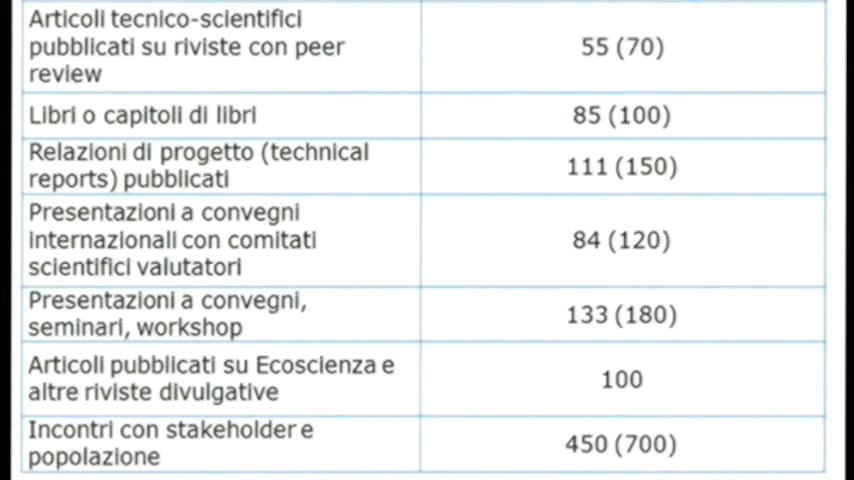 Articoli tecnico-scientifici
pubblicati su riviste con peer
review
55 (70)
Libri o capitoli di libri
85 (100)
Relazioni di progetto (technical
reports) pubblicati
111 (150)
Presentazioni a convegni
internazionali con comitati
scientifici valutatori
84 (120)
Presentazioni a convegni,
seminari, workshop
133 (180)
Articoli pubblicati su Ecoscienza e
altre riviste divulgative
100
Incontri con stakeholder e
popolazione
450 (700)